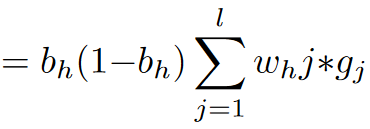 = b_h(1−b_h) \sum_{j=1}^{l} w_h j * g_j